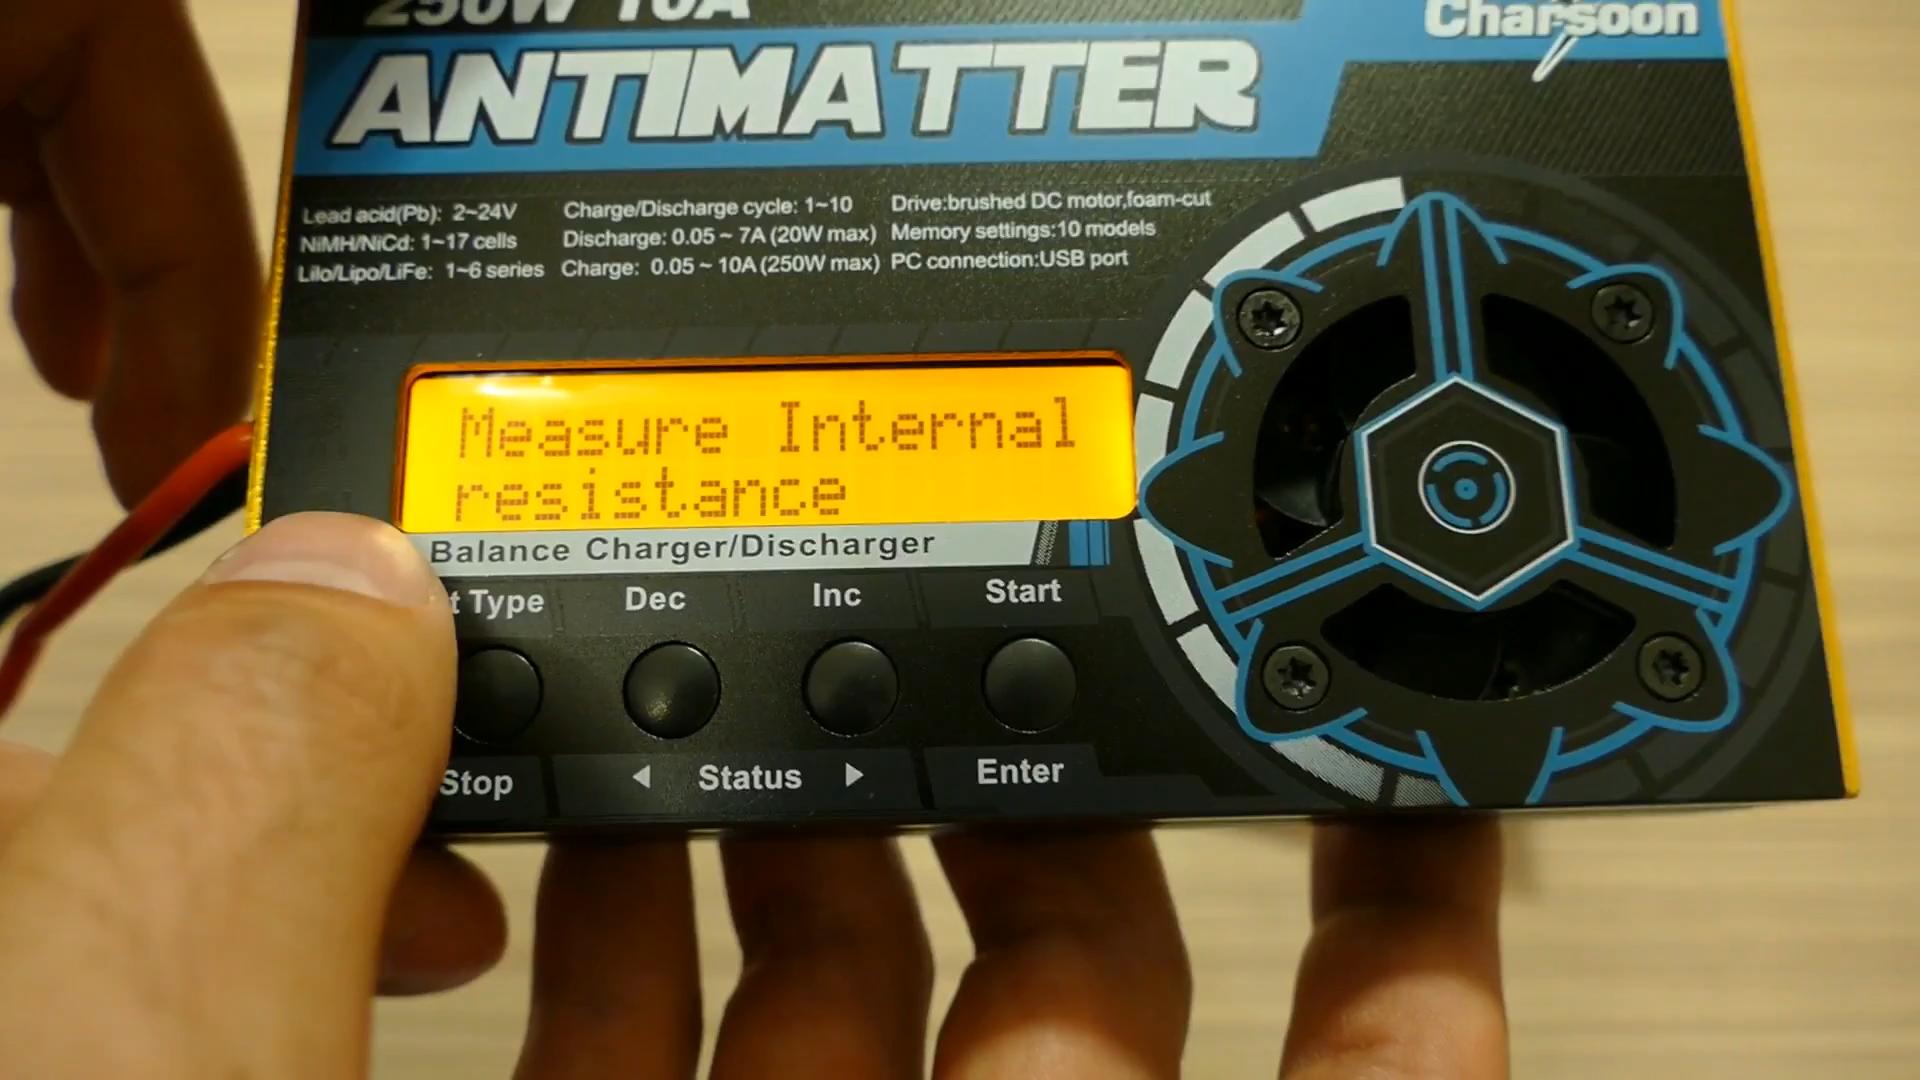 250W 10A
Charsoon
ANTIMATTER
Lead acid(Pb): 2~24V
NiMH/NiCd: 1~17 cells
LiIo/Lipo/LiFe: 1~6 series
Charge/Discharge cycle: 1~10
Discharge: 0.05 ~ 7A (20W max)
Charge: 0.05 ~ 10A (250W max)
Drive:brushed DC motor,foam-cut
Memory settings:10 models
PC connection:USB port
Measure Internal
resistance
Balance Charger/Discharger
t Type Dec Inc Start
Stop ◀ Status ▶ Enter